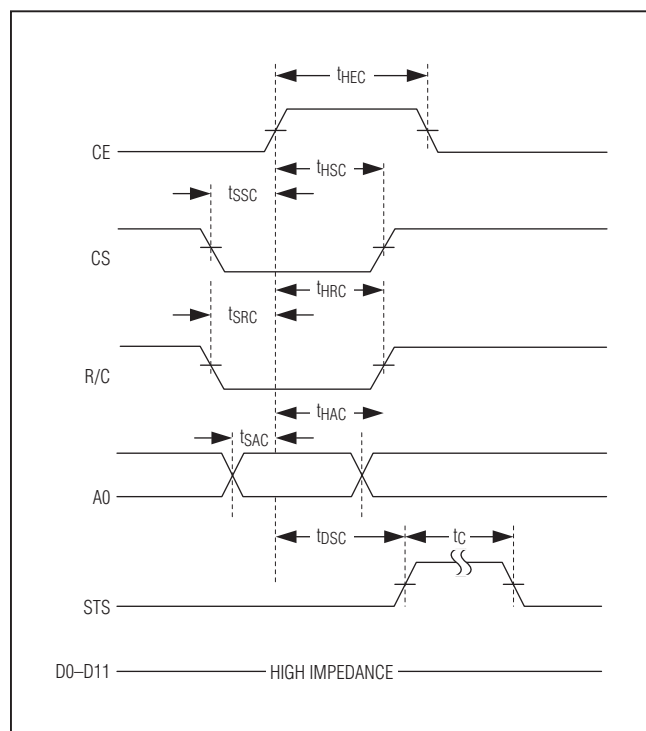 tHEC
CE
tHSC
tSSC
CS
tHRC
tSRC
R/C
tHAC
tSAC
A0
tDSC
tC
STS
D0–D11
HIGH IMPEDANCE